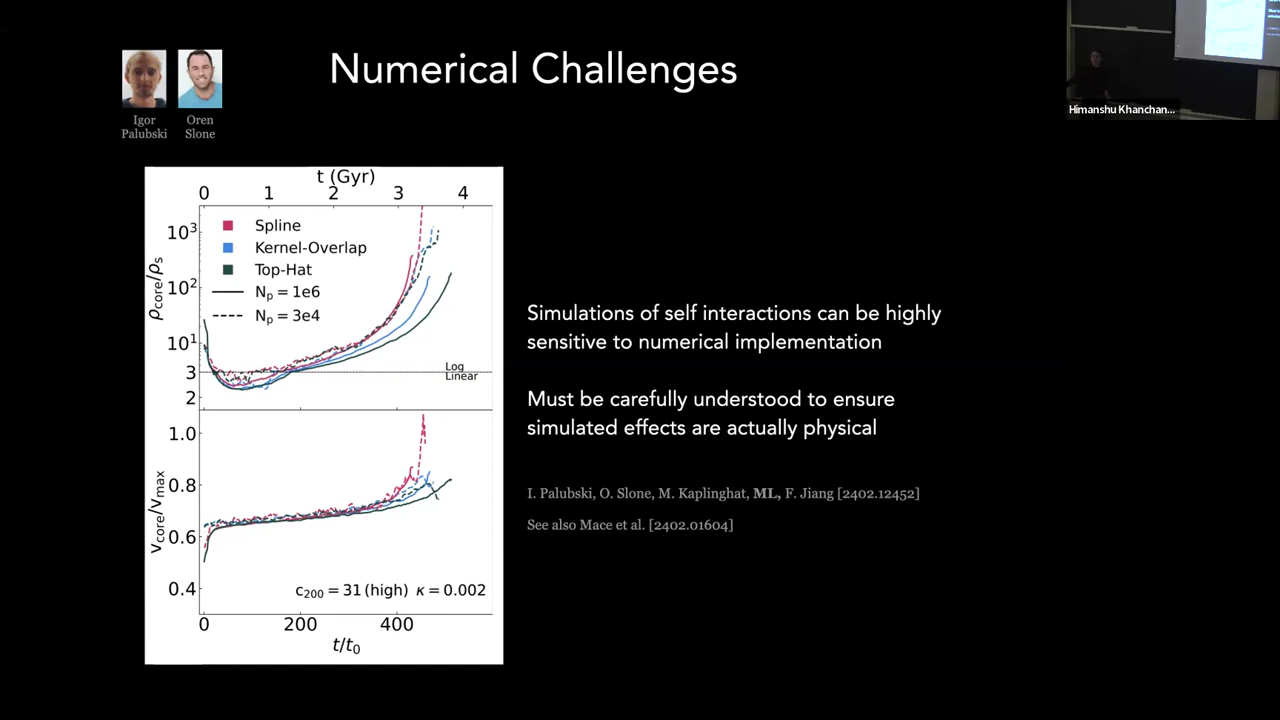 Numerical Challenges
Igor
Palubski
Oren
Slone
Himanshu Khanchan...
t (Gyr)
0 1 2 3 4
Spline
Kernel-Overlap
Top-Hat
Nₚ = 1e6
Nₚ = 3e4
ρcore/ρs
10³
10²
10¹
3
2
Log
Linear
vcore/vmax
1.0
0.8
0.6
0.4
c₂₀₀ = 31 (high) κ = 0.002
0 200 400
t/t₀
Simulations of self interactions can be highly
sensitive to numerical implementation
Must be carefully understood to ensure
simulated effects are actually physical
I. Palubski, O. Slone, M. Kaplinghat, ML, F. Jiang [2402.12452]
See also Mace et al. [2402.01604]